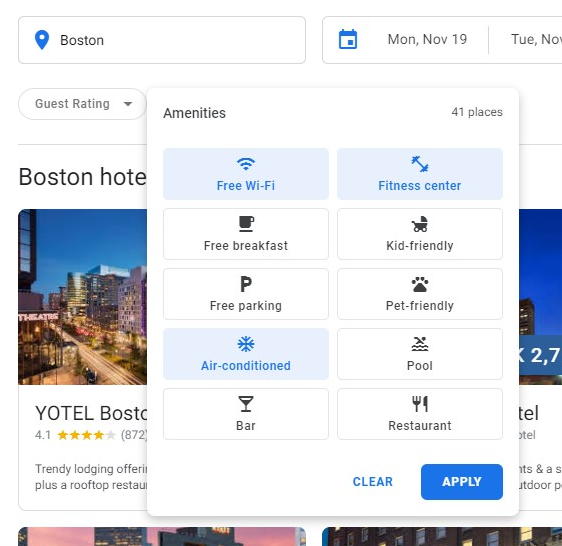 Boston
Mon, Nov 19
Tue, Nov
Guest Rating
Amenities
41 places
Free Wi-Fi
Fitness center
Free breakfast
Kid-friendly
P
Free parking
Pet-friendly
Air-conditioned
Pool
Bar
Restaurant
CLEAR
APPLY
Boston hote
THEATRE
K 2,7
YOTEL Bosto
tel
4.1
(872)
otel
Trendy lodging offeri
plus a rooftop restaur
nts & a s
utdoor p